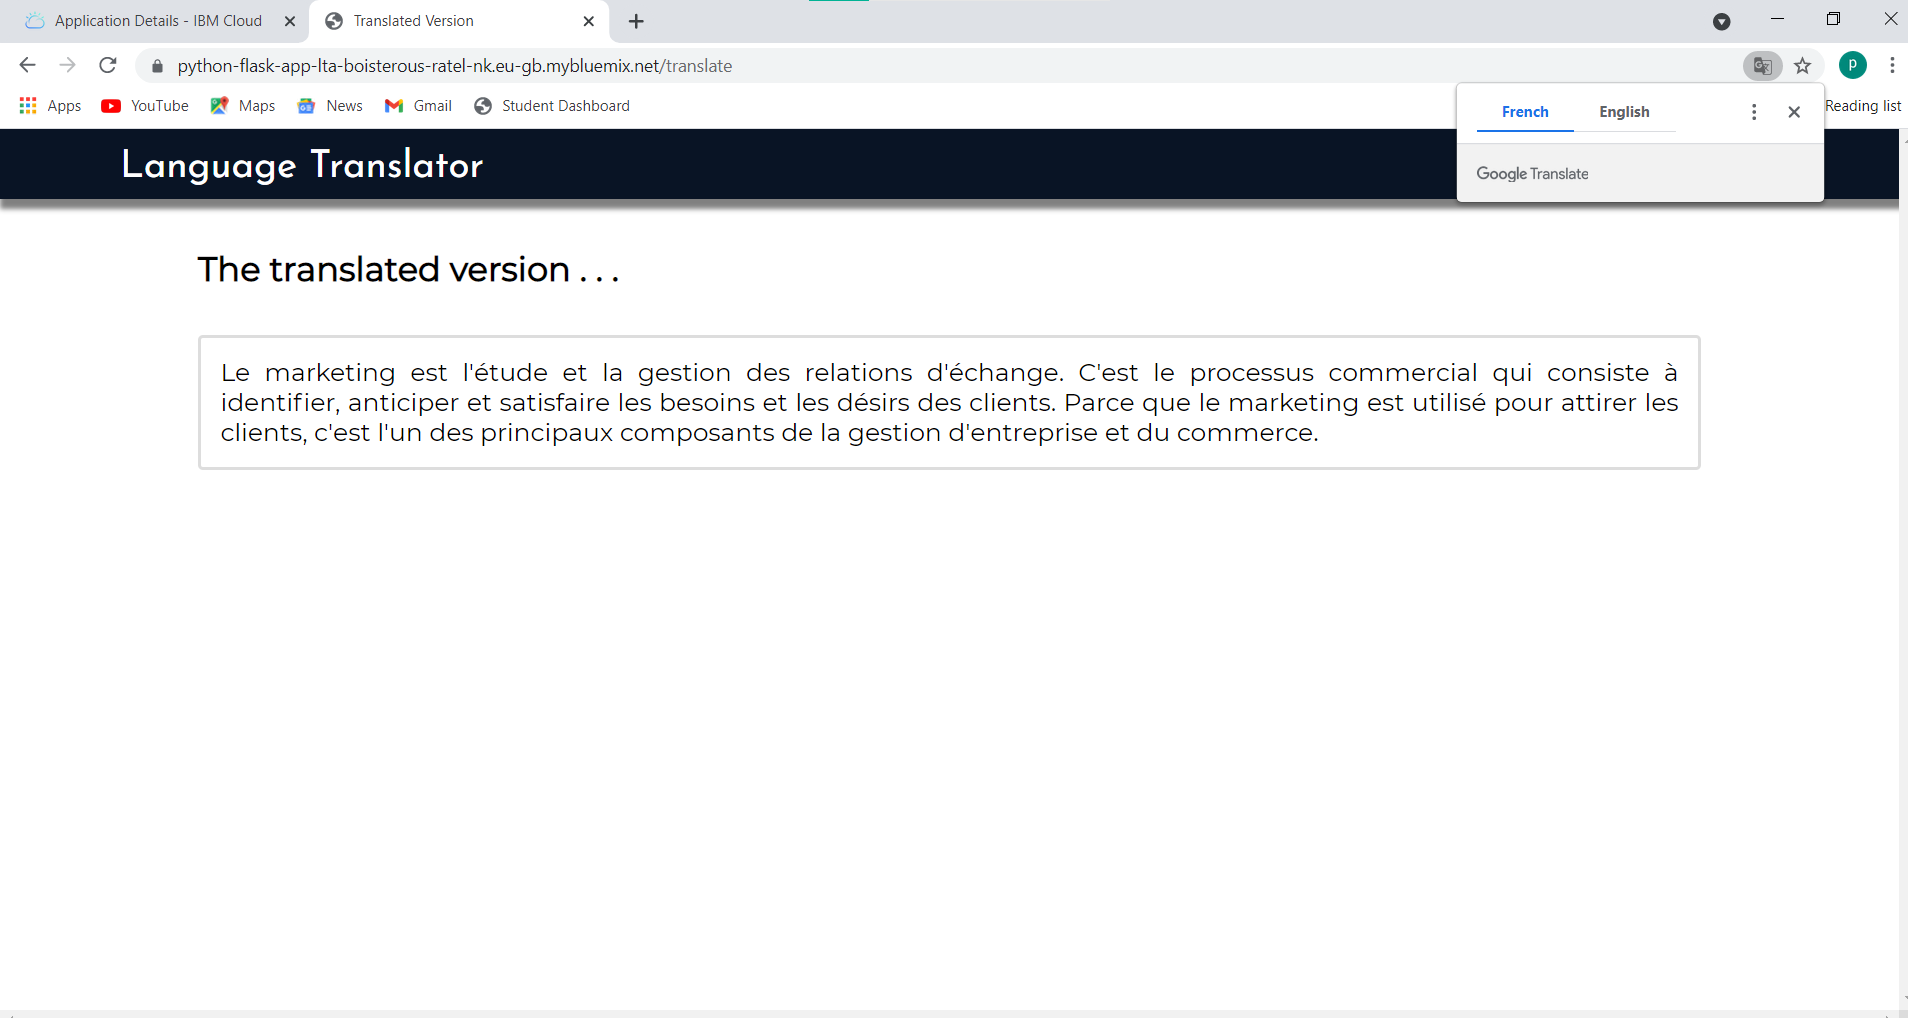 Application Details - IBM Cloud
Translated Version
python-flask-app-lta-boisterous-ratel-nk.eu-gb.mybluemix.net/translate
P
Apps YouTube Maps News Gmail Student Dashboard
Reading list
French English
Google Translate
Language Translator
The translated version . . .
Le marketing est l'étude et la gestion des relations d'échange. C'est le processus commercial qui consiste à
identifier, anticiper et satisfaire les besoins et les désirs des clients. Parce que le marketing est utilisé pour attirer les
clients, c'est l'un des principaux composants de la gestion d'entreprise et du commerce.